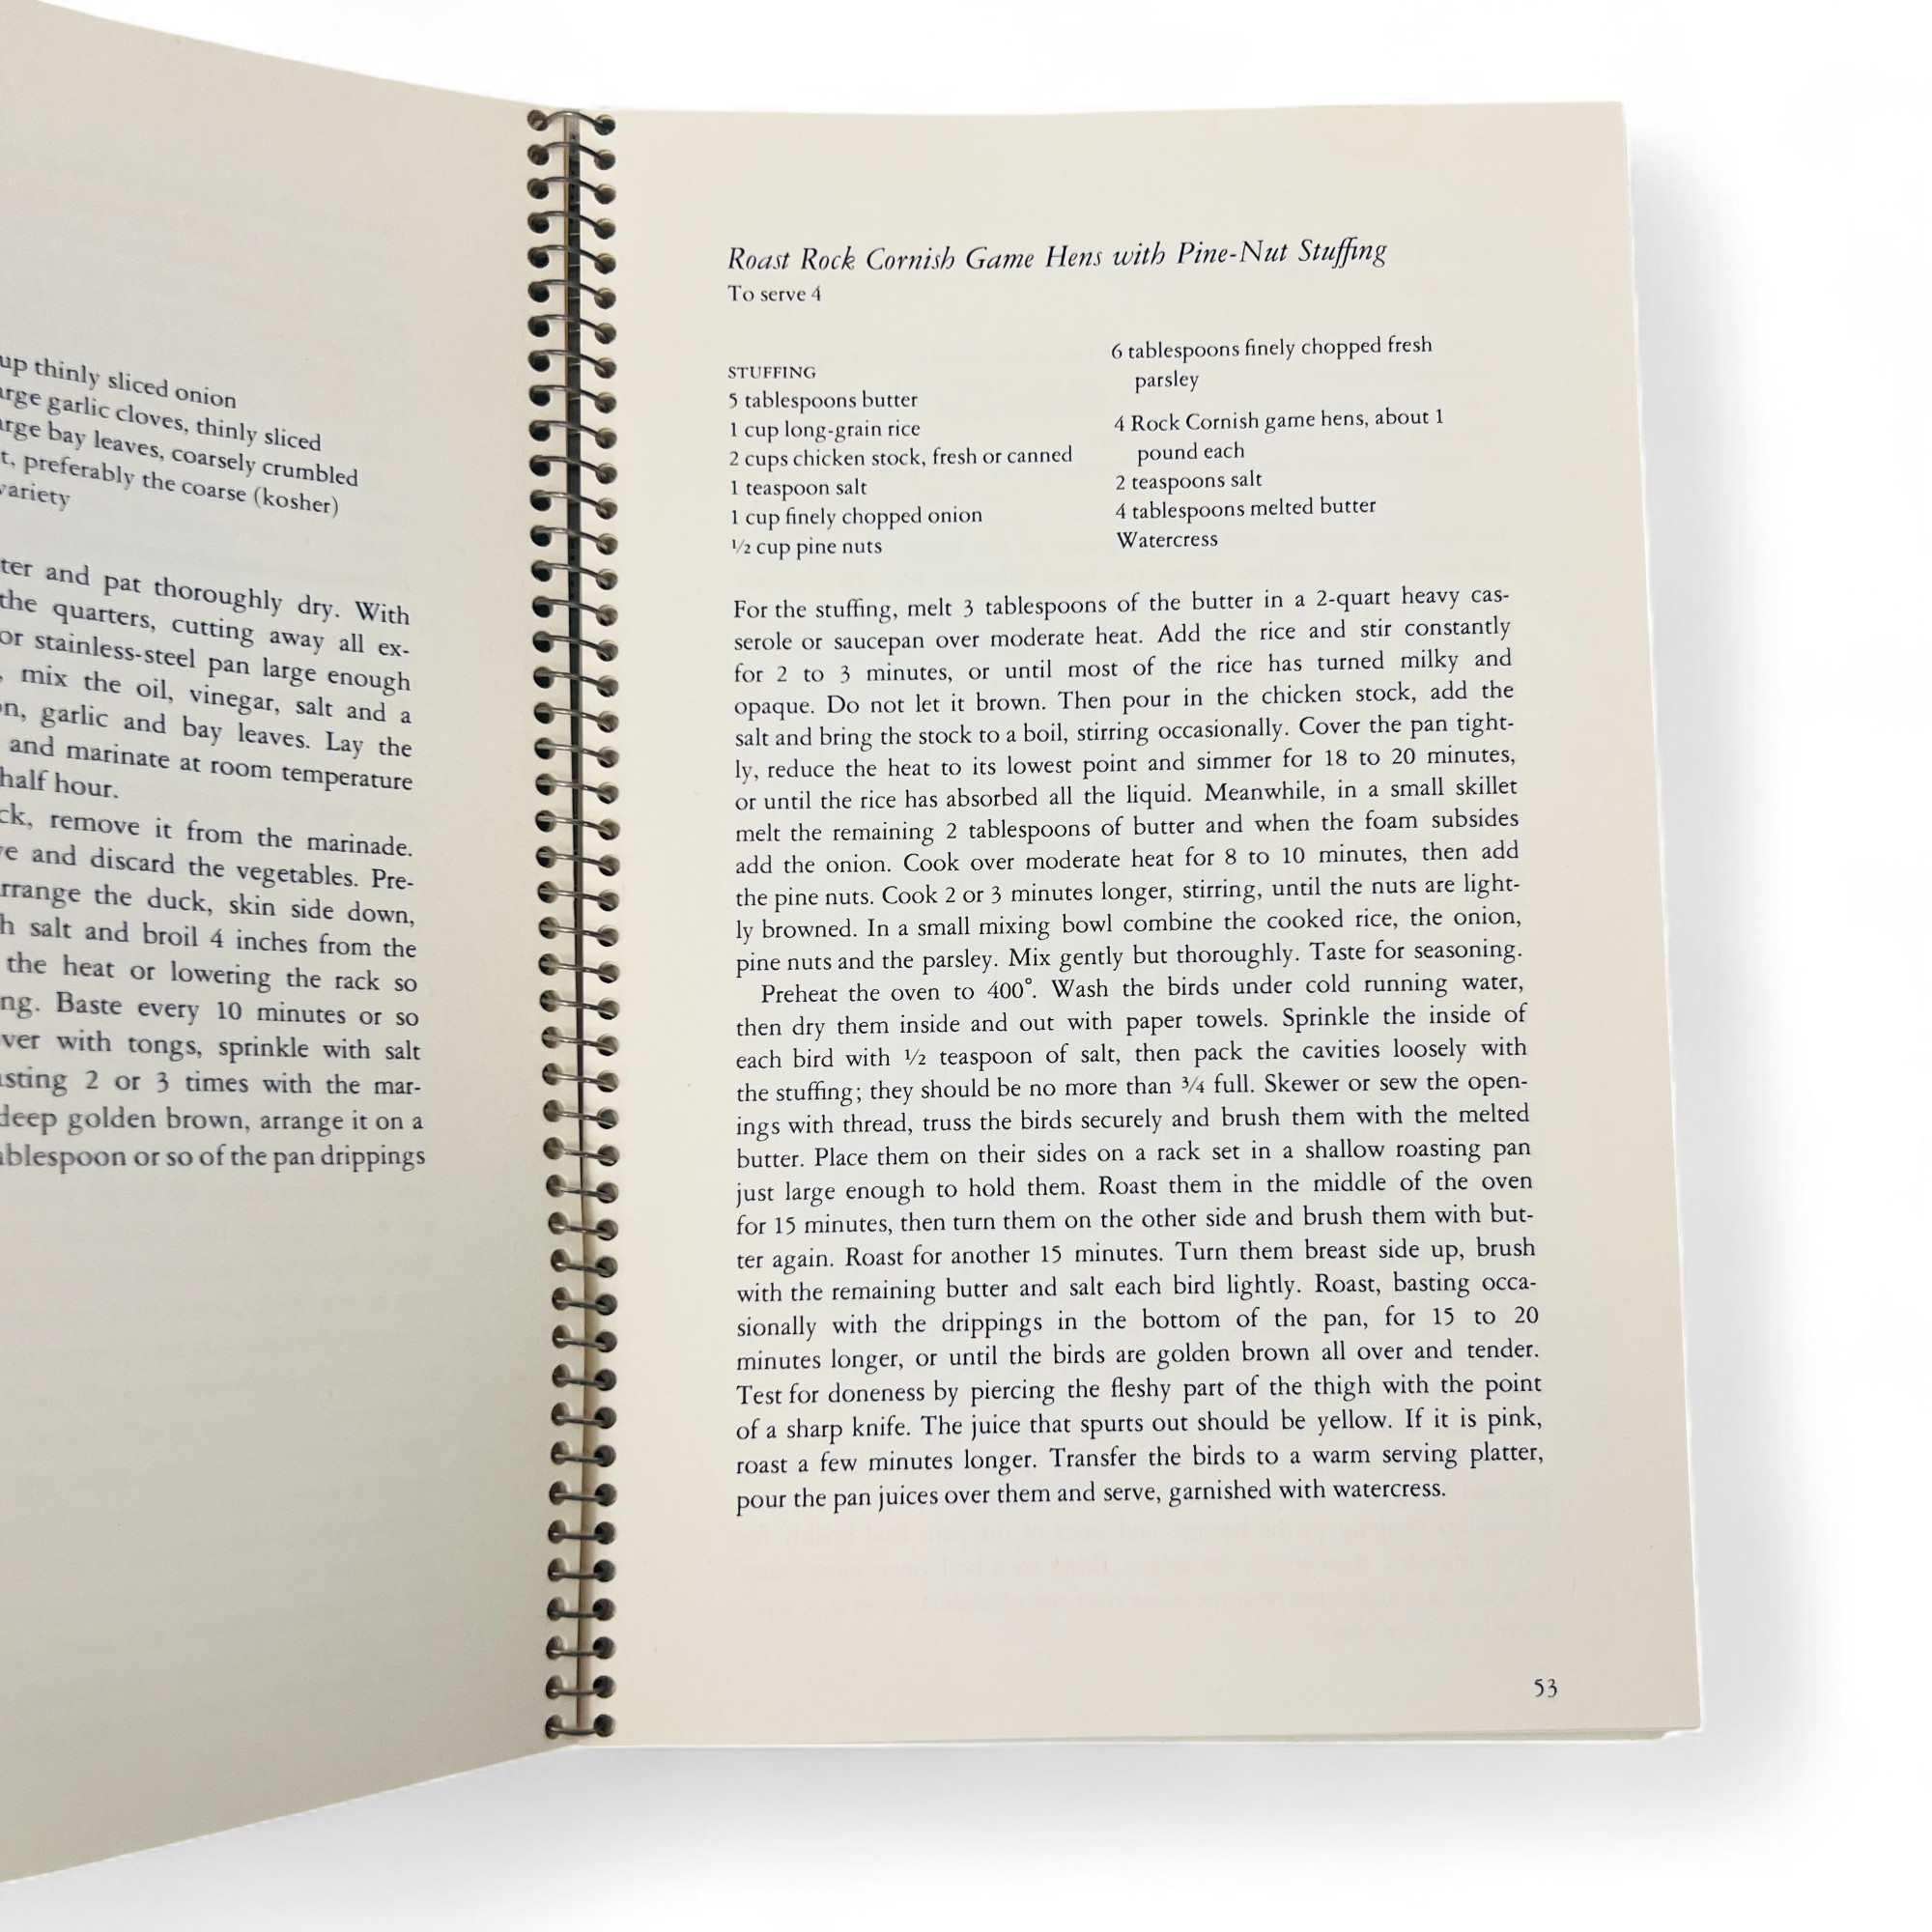 thinly sliced onion
garlic cloves, thinly sliced
bay leaves, coarsely crumbled
preferably the coarse (kosher)
variety
and pat thoroughly dry. With
the quarters, cutting away all ex-
or stainless-steel pan large enough
mix the oil, vinegar, salt and a
garlic and bay leaves. Lay the
and marinate at room temperature
half hour.
remove it from the marinade.
and discard the vegetables. Pre-
the duck, skin side down,
salt and broil 4 inches from the
the heat or lowering the rack so
Baste every 10 minutes or so
with tongs, sprinkle with salt
2 or 3 times with the mar-
deep golden brown, arrange it on a
or so of the pan drippings
Roast Rock Cornish Game Hens with Pine-Nut Stuffing
To serve 4
STUFFING
5 tablespoons butter
1 cup long-grain rice
2 cups chicken stock, fresh or canned
1 teaspoon salt
1 cup finely chopped onion
½ cup pine nuts
6 tablespoons finely chopped fresh
parsley
4 Rock Cornish game hens, about 1
pound each
2 teaspoons salt
4 tablespoons melted butter
Watercress
For the stuffing, melt 3 tablespoons of the butter in a 2-quart heavy cas-
serole or saucepan over moderate heat. Add the rice and stir constantly
for 2 to 3 minutes, or until most of the rice has turned milky and
opaque. Do not let it brown. Then pour in the chicken stock, add the
salt and bring the stock to a boil, stirring occasionally. Cover the pan tight-
ly, reduce the heat to its lowest point and simmer for 18 to 20 minutes,
or until the rice has absorbed all the liquid. Meanwhile, in a small skillet
melt the remaining 2 tablespoons of butter and when the foam subsides
add the onion. Cook over moderate heat for 8 to 10 minutes, then add
the pine nuts. Cook 2 or 3 minutes longer, stirring, until the nuts are light-
ly browned. In a small mixing bowl combine the cooked rice, the onion,
pine nuts and the parsley. Mix gently but thoroughly. Taste for seasoning.
Preheat the oven to 400°. Wash the birds under cold running water,
then dry them inside and out with paper towels. Sprinkle the inside of
each bird with ½ teaspoon of salt, then pack the cavities loosely with
the stuffing; they should be no more than ¾ full. Skewer or sew the open-
ings with thread, truss the birds securely and brush them with the melted
butter. Place them on their sides on a rack set in a shallow roasting pan
just large enough to hold them. Roast them in the middle of the oven
for 15 minutes, then turn them on the other side and brush them with but-
ter again. Roast for another 15 minutes. Turn them breast side up, brush
with the remaining butter and salt each bird lightly. Roast, basting occa-
sionally with the drippings in the bottom of the pan, for 15 to 20
minutes longer, or until the birds are golden brown all over and tender.
Test for doneness by piercing the fleshy part of the thigh with the point
of a sharp knife. The juice that spurts out should be yellow. If it is pink,
roast a few minutes longer. Transfer the birds to a warm serving platter,
pour the pan juices over them and serve, garnished with watercress.
53